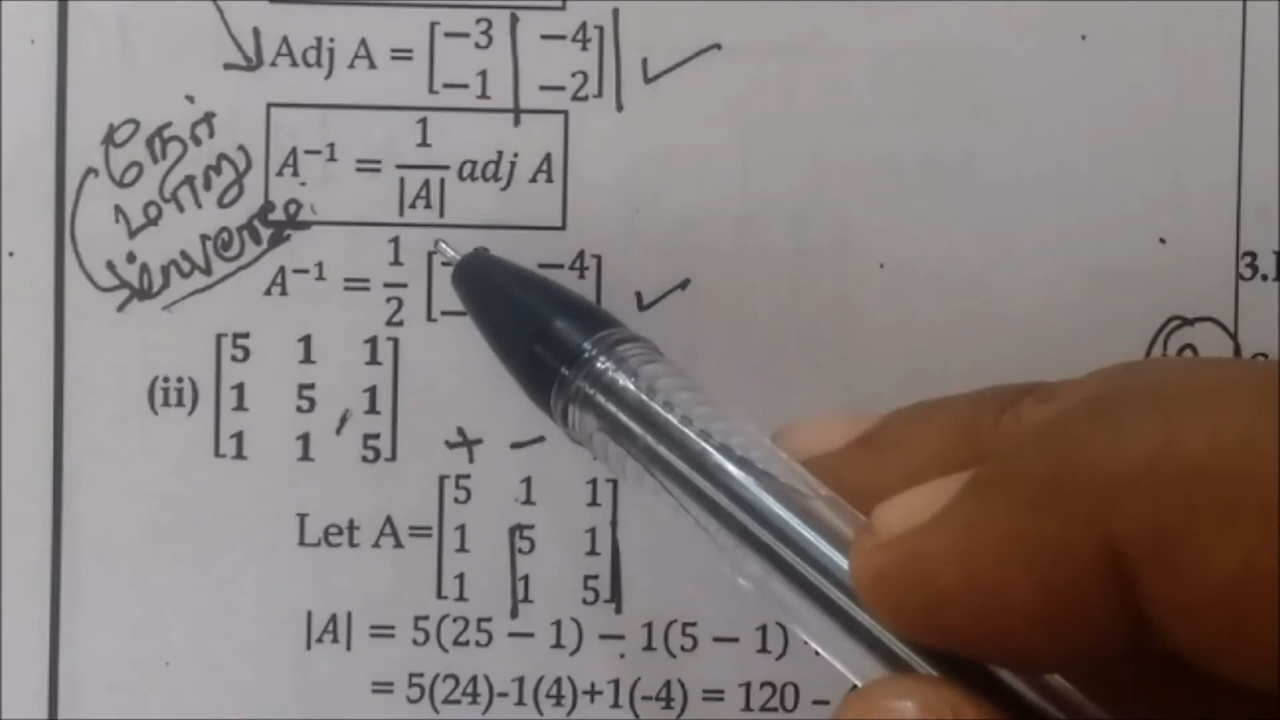 Adj A = [−3 −4]
[−1 −2]
நேர்
மாறு
inverse
A⁻¹ = 1/|A| adj A
A⁻¹ = 1/2 [ −4]
3.
(ii) [5 1 1]
[1 5 1]
[1 1 5]
+ −
Let A= [5 1 1]
[1 5 1]
[1 1 5]
|A| = 5(25 − 1) − 1(5 − 1)
= 5(24)-1(4)+1(-4) = 120 −